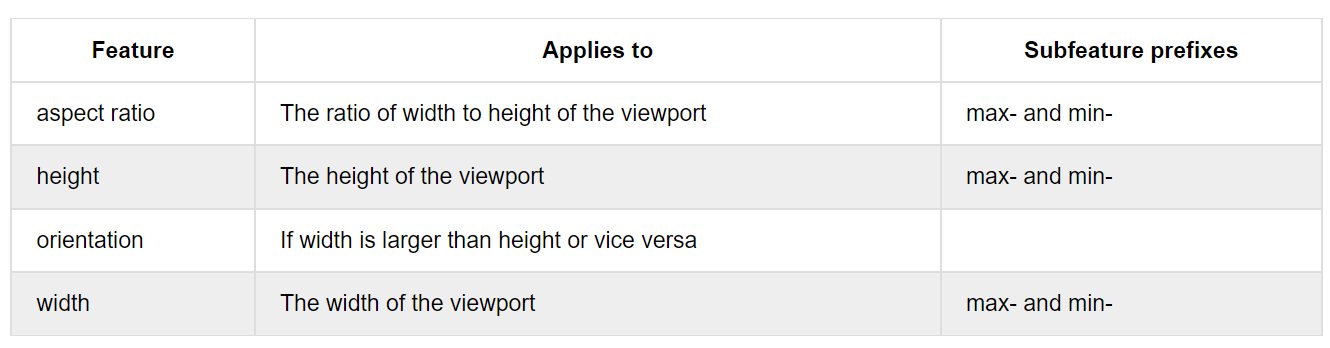 Feature Applies to Subfeature prefixes
aspect ratio The ratio of width to height of the viewport max- and min-
height The height of the viewport max- and min-
orientation If width is larger than height or vice versa
width The width of the viewport max- and min-